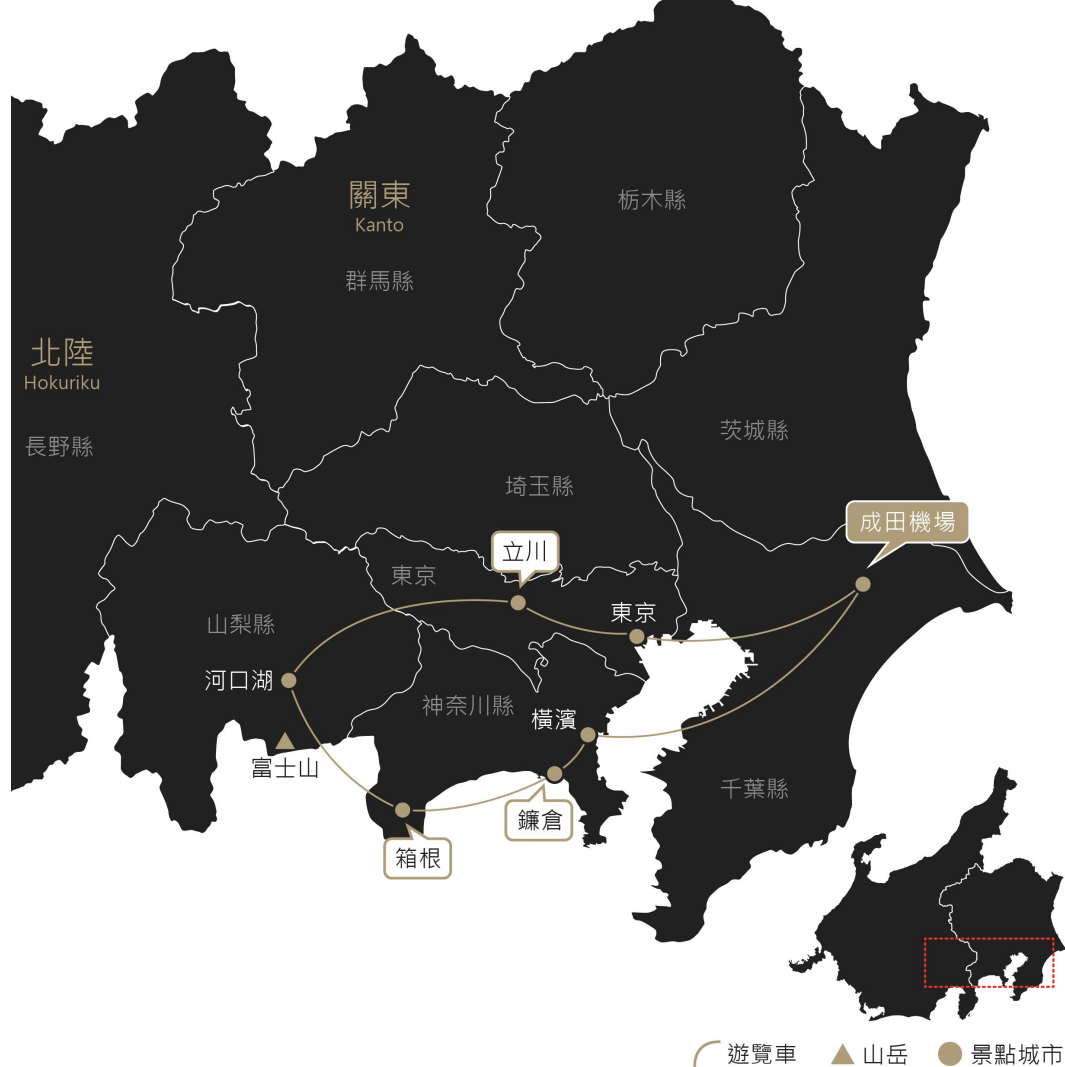 關東
Kanto
栃木縣
群馬縣
北陸
Hokuriku
長野縣
茨城縣
埼玉縣
成田機場
立川
東京
東京
山梨縣
河口湖
神奈川縣
橫濱
富士山
千葉縣
鐮倉
箱根
遊覽車
山岳
景點城市